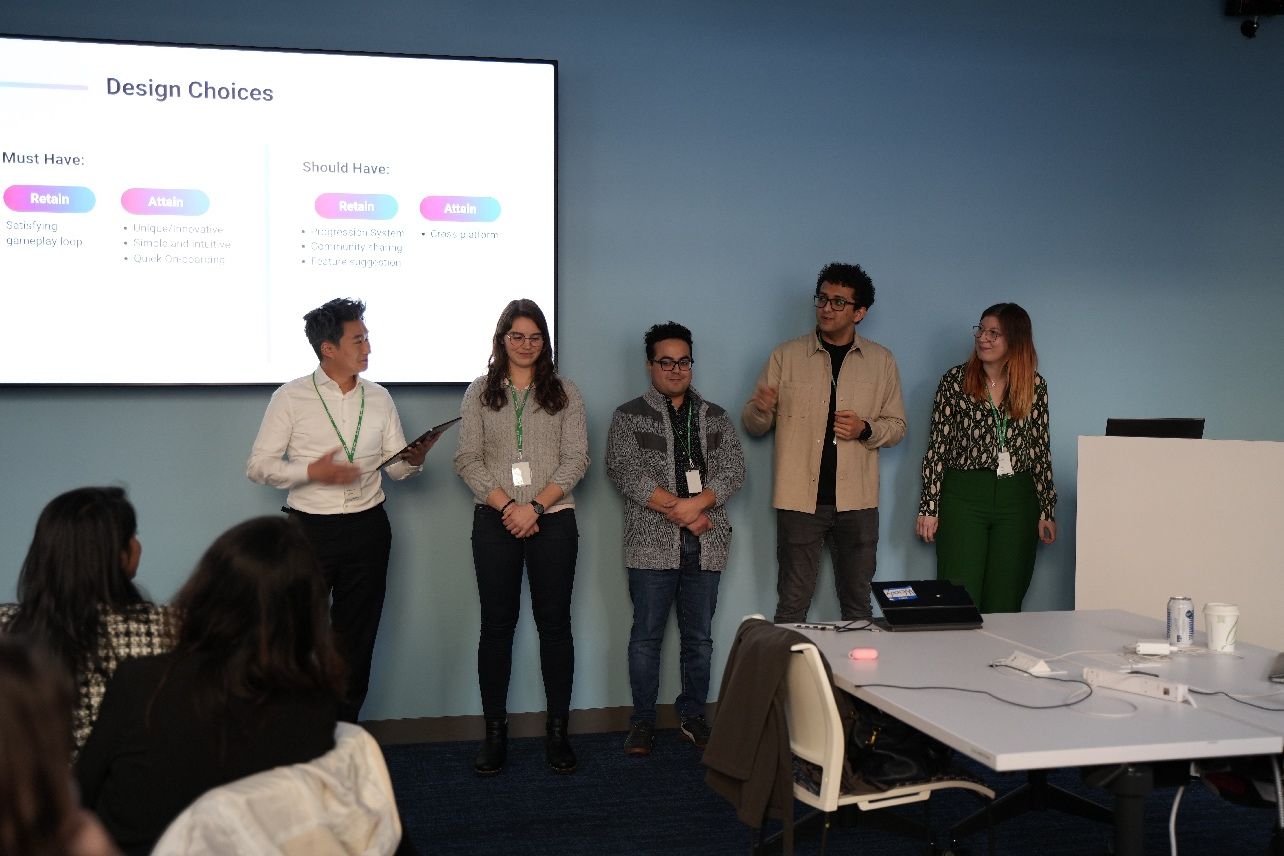 Design Choices
Must Have:
Retain
Attain
Satisfying
gameplay loop
• Unique/Innovative
• Simple and intuitive
• Quick On-boarding
Should Have:
Retain
Attain
• Progression System
• Community sharing
• Feature suggestion
• Cross platform